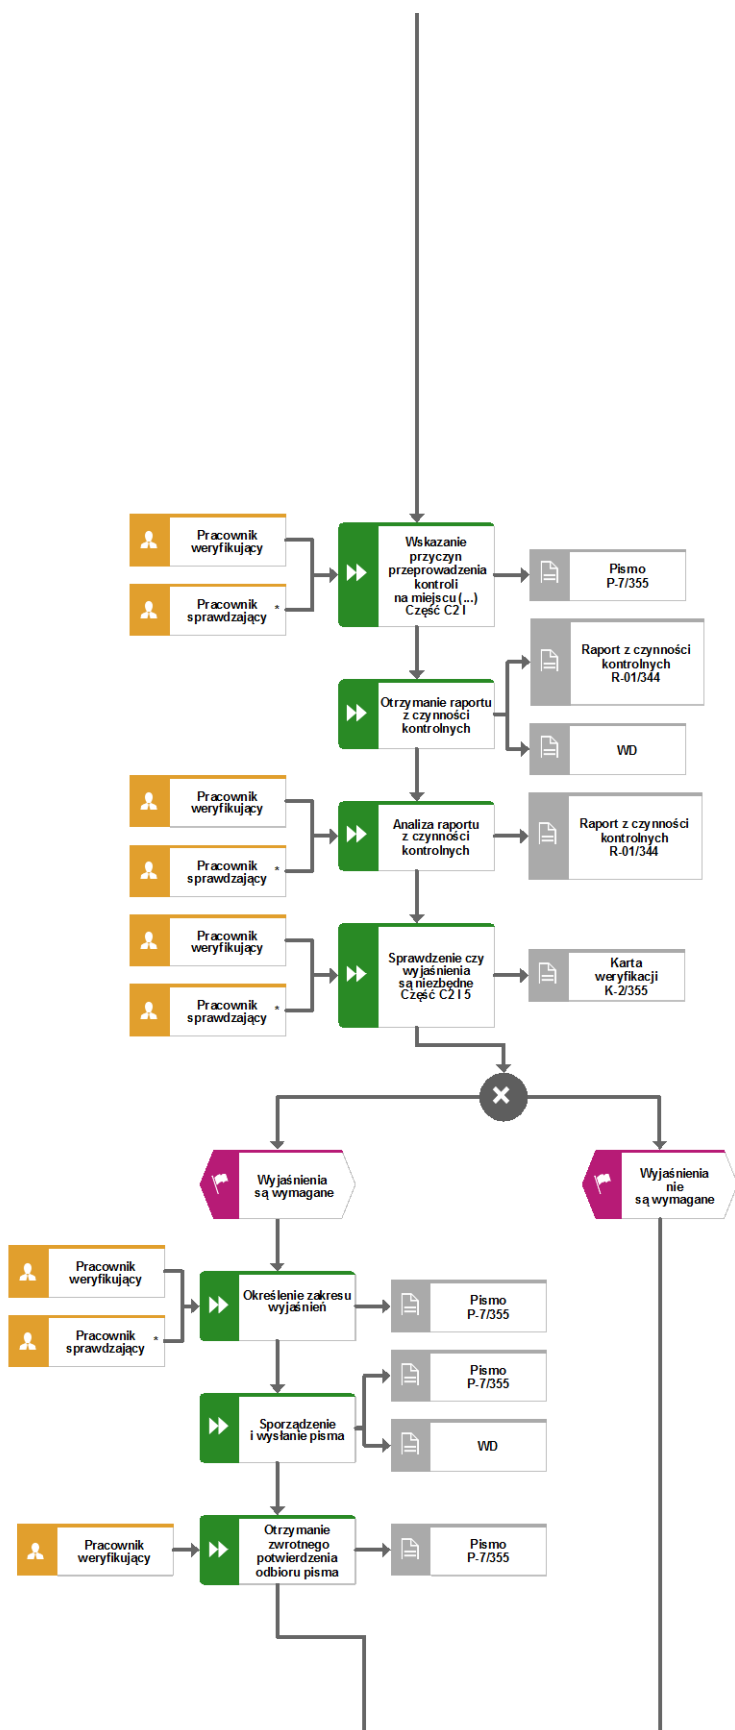 Pracownik
weryfikujący
Pracownik *
sprawdzający
Wskazanie
przyczyn
przeprowadzenia
kontroli
na miejscu (...)
Część C2 I
Pismo
P-7/355
Otrzymanie raportu
z czynności
kontrolnych
Raport z czynności
kontrolnych
R-01/344
WD
Pracownik
weryfikujący
Pracownik *
sprawdzający
Analiza raportu
z czynności
kontrolnych
Raport z czynności
kontrolnych
R-01/344
Pracownik
weryfikujący
Pracownik *
sprawdzający
Sprawdzenie czy
wyjaśnienia
są niezbędne
Część C2 I 5
Karta
weryfikacji
K-2/355
Wyjaśnienia
są wymagane
Wyjaśnienia
nie
są wymagane
Pracownik
weryfikujący
Pracownik *
sprawdzający
Określenie zakresu
wyjaśnień
Pismo
P-7/355
Sporządzenie
i wysłanie pisma
Pismo
P-7/355
WD
Pracownik
weryfikujący
Otrzymanie
zwrotnego
potwierdzenia
odbioru pisma
Pismo
P-7/355